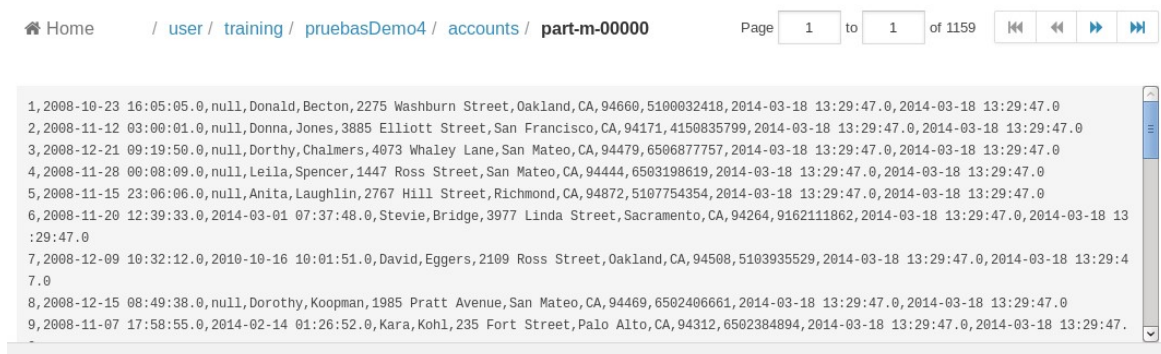 Home / user / training / pruebasDemo4 / accounts / part-m-00000 Page 1 to 1 of 1159
1,2008-10-23 16:05:05.0,null,Donald,Becton,2275 Washburn Street,Oakland,CA,94660,5100032418,2014-03-18 13:29:47.0,2014-03-18 13:29:47.0
2,2008-11-12 03:00:01.0,null,Donna,Jones,3885 Elliott Street,San Francisco,CA,94171,4150835799,2014-03-18 13:29:47.0,2014-03-18 13:29:47.0
3,2008-12-21 09:19:50.0,null,Dorthy,Chalmers,4073 Whaley Lane,San Mateo,CA,94479,6506877757,2014-03-18 13:29:47.0,2014-03-18 13:29:47.0
4,2008-11-28 00:08:09.0,null,Leila,Spencer,1447 Ross Street,San Mateo,CA,94444,6503198619,2014-03-18 13:29:47.0,2014-03-18 13:29:47.0
5,2008-11-15 23:06:06.0,null,Anita,Laughlin,2767 Hill Street,Richmond,CA,94872,5107754354,2014-03-18 13:29:47.0,2014-03-18 13:29:47.0
6,2008-11-20 12:39:33.0,2014-03-01 07:37:48.0,Stevie,Bridge,3977 Linda Street,Sacramento,CA,94264,9162111862,2014-03-18 13:29:47.0,2014-03-18 13
:29:47.0
7,2008-12-09 10:32:12.0,2010-10-16 10:01:51.0,David,Eggers,2109 Ross Street,Oakland,CA,94508,5103935529,2014-03-18 13:29:47.0,2014-03-18 13:29:4
7.0
8,2008-12-15 08:49:38.0,null,Dorothy,Koopman,1985 Pratt Avenue,San Mateo,CA,94469,6502406661,2014-03-18 13:29:47.0,2014-03-18 13:29:47.0
9,2008-11-07 17:58:55.0,2014-02-14 01:26:52.0,Kara,Kohl,235 Fort Street,Palo Alto,CA,94312,6502384894,2014-03-18 13:29:47.0,2014-03-18 13:29:47.